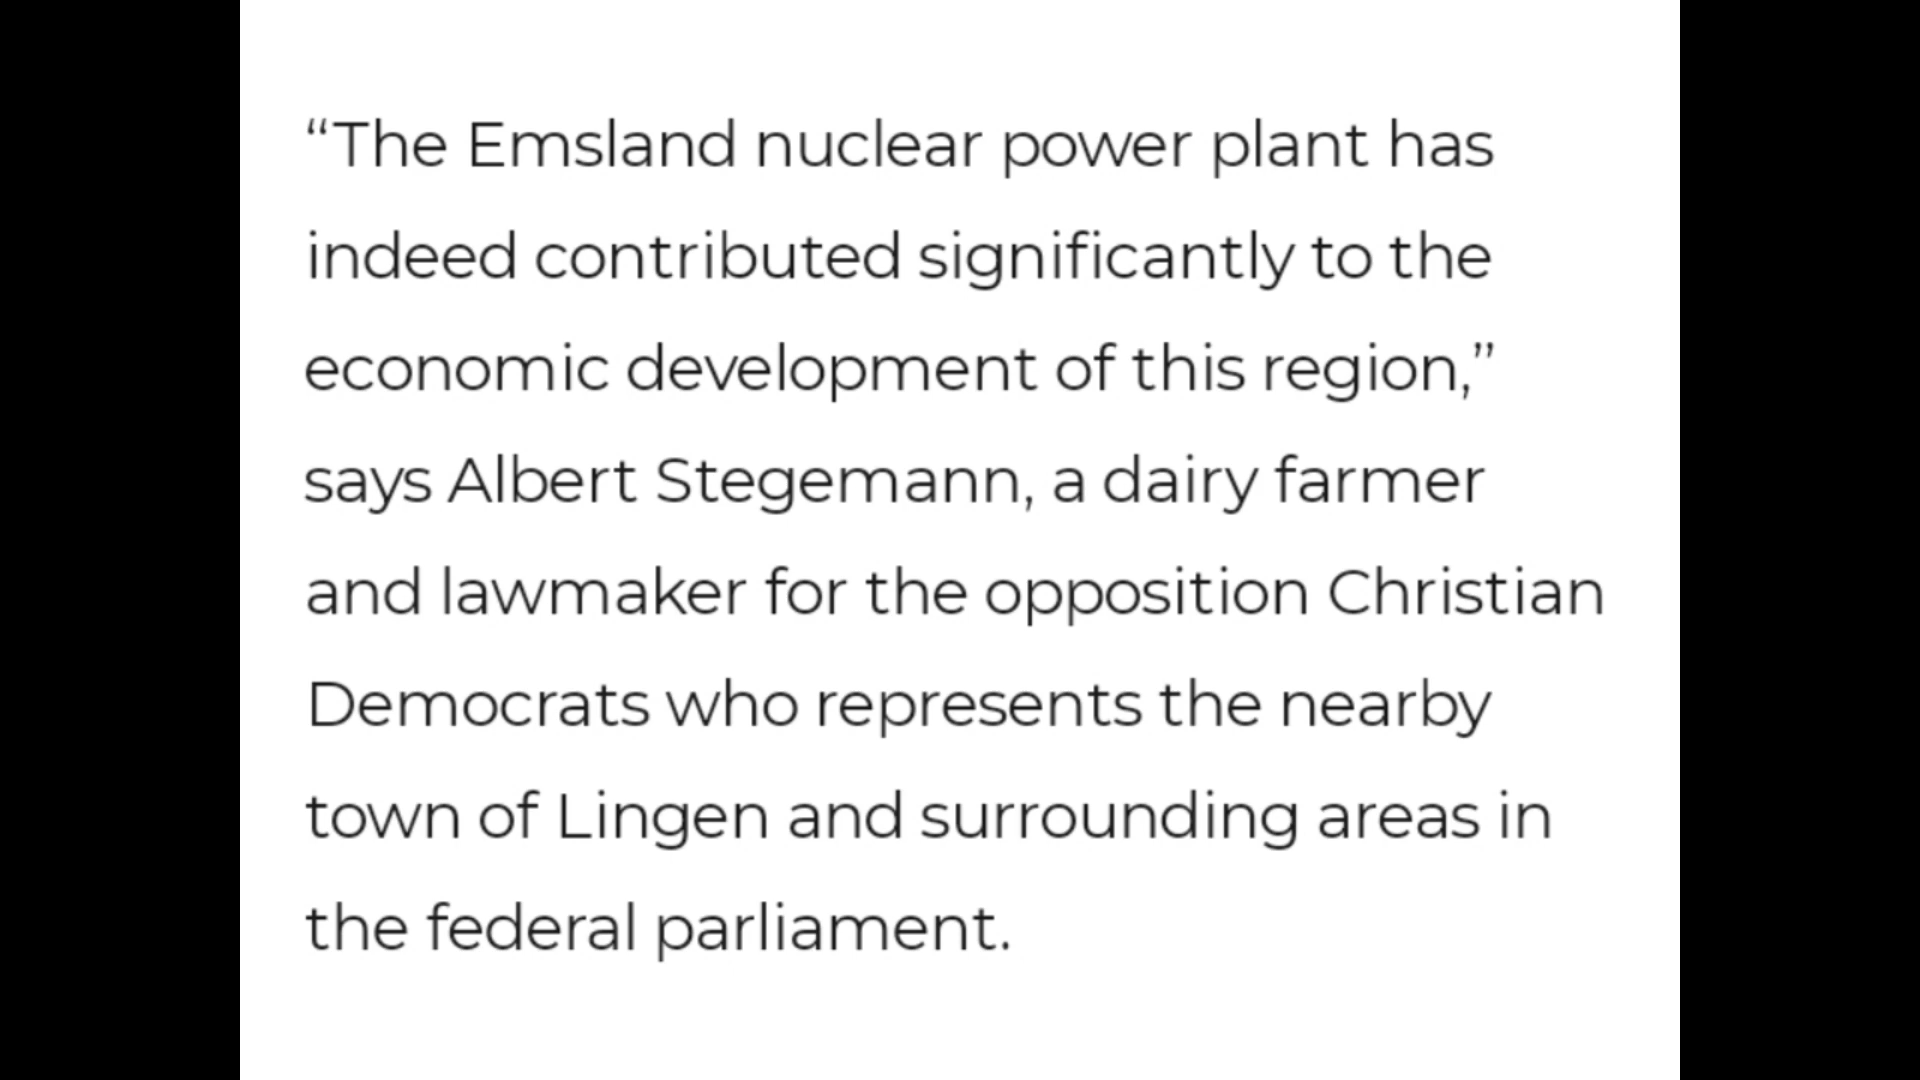 “The Emsland nuclear power plant has
indeed contributed significantly to the
economic development of this region,”
says Albert Stegemann, a dairy farmer
and lawmaker for the opposition Christian
Democrats who represents the nearby
town of Lingen and surrounding areas in
the federal parliament.